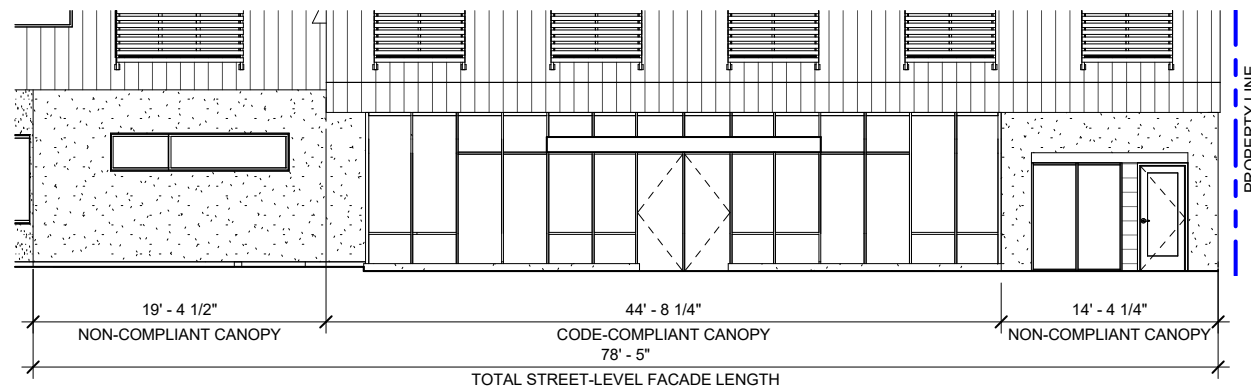 PROPERTY LINE
19' - 4 1/2"
44' - 8 1/4"
14' - 4 1/4"
NON-COMPLIANT CANOPY
CODE-COMPLIANT CANOPY
NON-COMPLIANT CANOPY
78' - 5"
TOTAL STREET-LEVEL FACADE LENGTH